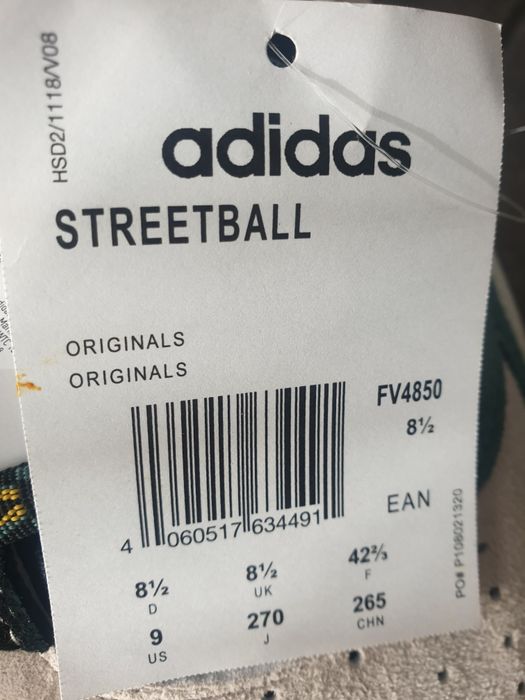 HSD2/1118/V08
adidas
STREETBALL
ORIGINALS
ORIGINALS
FV4850
8½
EAN
4 060517 634491
8½ 8½ 42⅔
D UK F
9 270 265
US J CHN
PO# P108021320